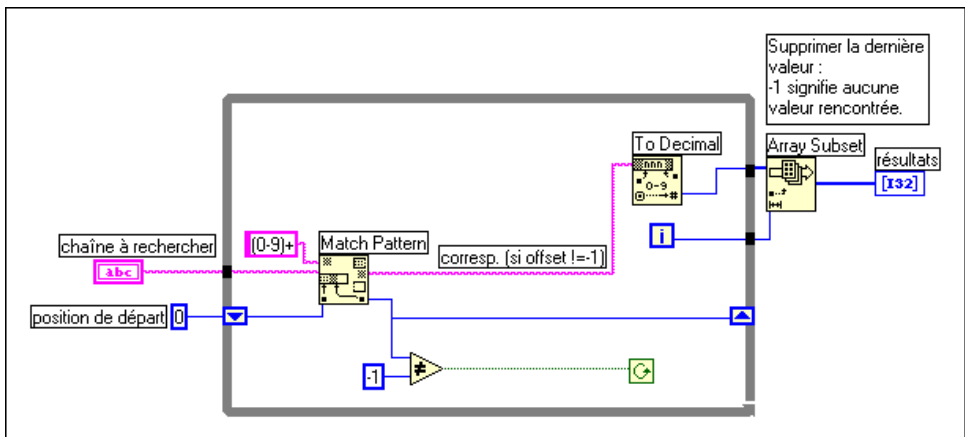 Supprimer la dernière
valeur :
-1 signifie aucune
valeur rencontrée.
To Decimal
Array Subset
résultats
nnn
0-9
#
[I32]
chaîne à rechercher
(0-9)+
Match Pattern
i
abc
corresp. (si offset !=-1)
position de départ
0
-1
≠